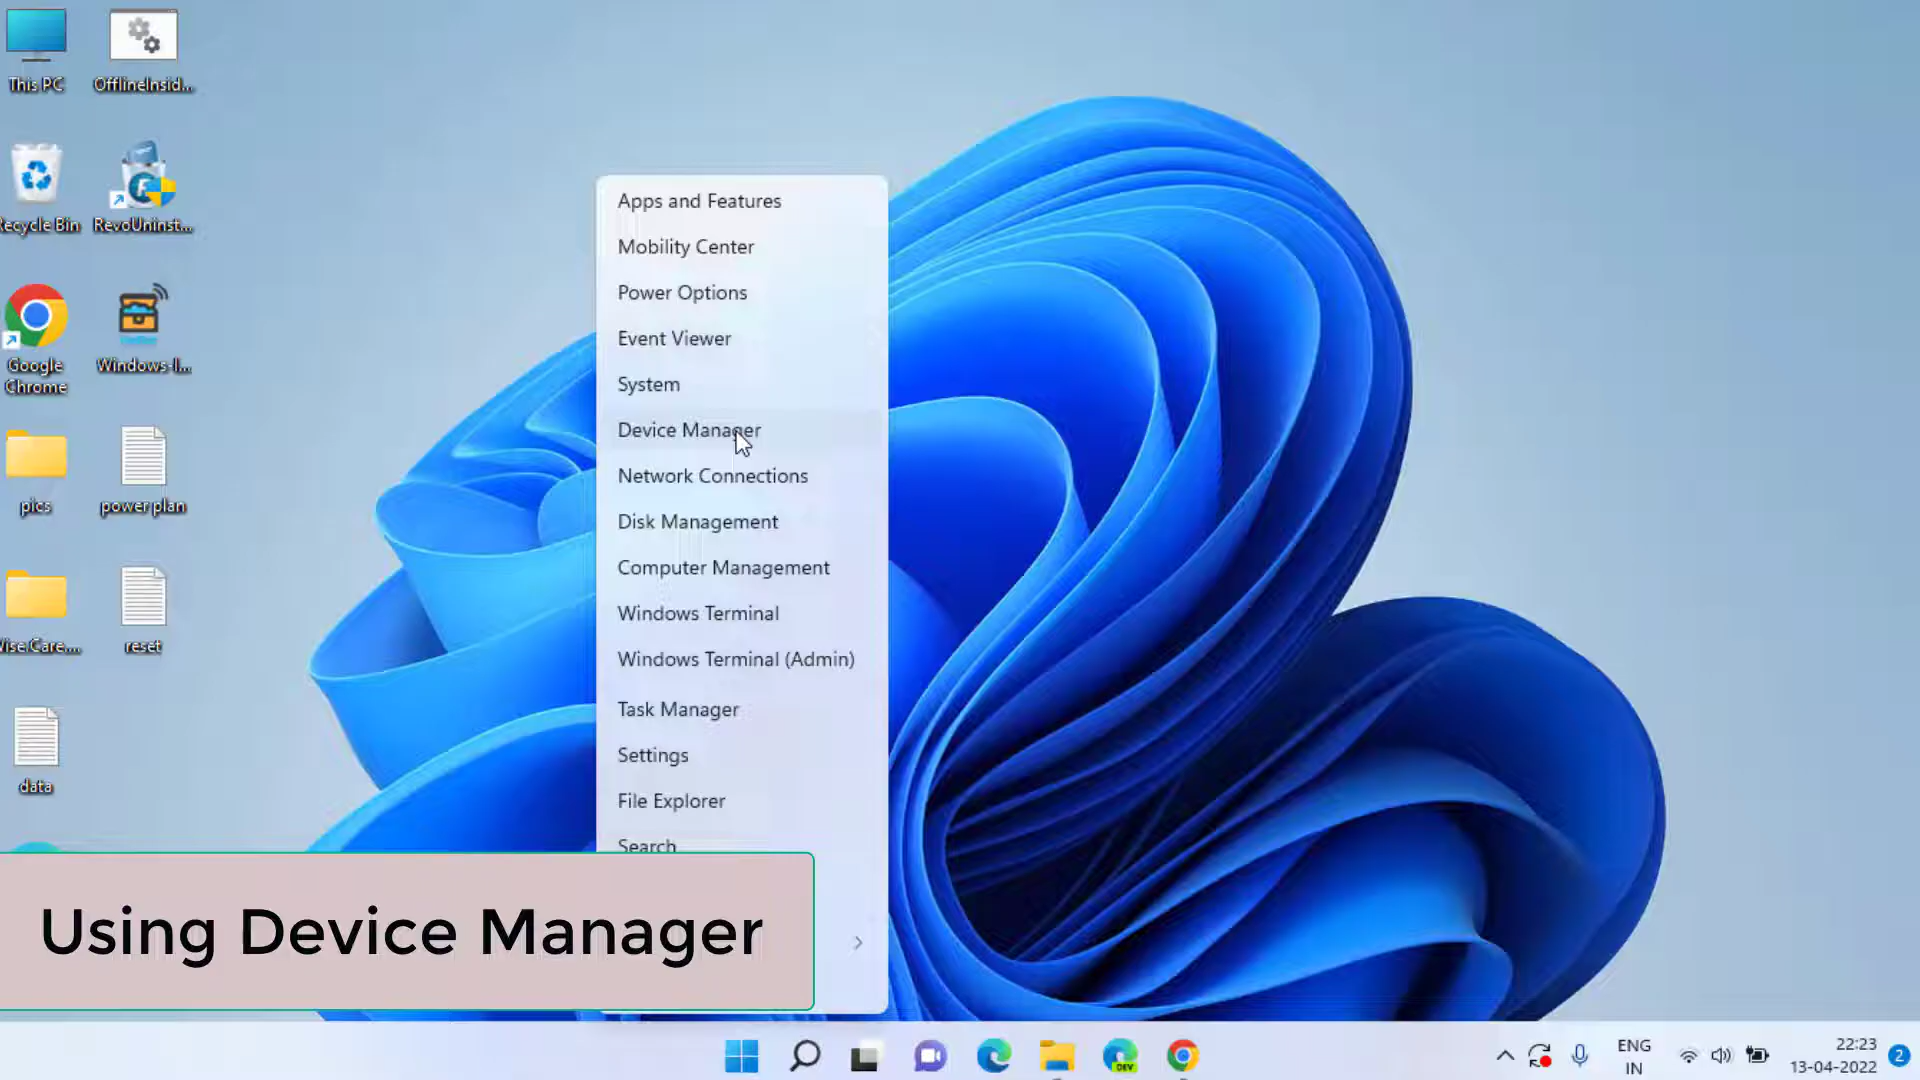 This PC
OfflineInsid...
Recycle Bin
RevoUninst...
Google
Chrome
Windows-I...
pics
power plan
Wise Care....
reset
data
Apps and Features
Mobility Center
Power Options
Event Viewer
System
Device Manager
Network Connections
Disk Management
Computer Management
Windows Terminal
Windows Terminal (Admin)
Task Manager
Settings
File Explorer
Search
Using Device Manager
DEV
ENG
IN
22:23
13-04-2022
2